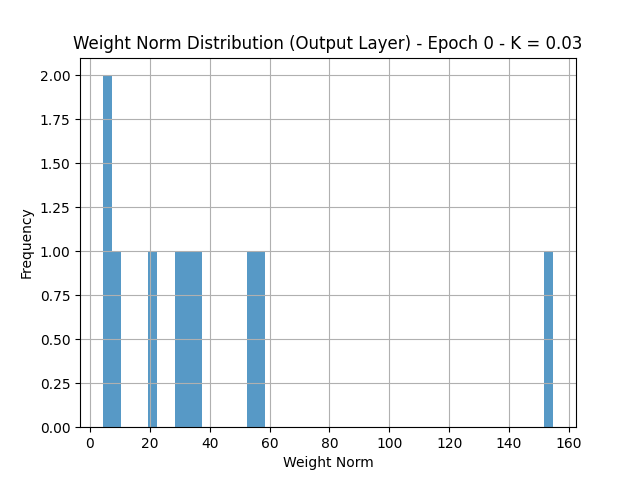 Weight Norm Distribution (Output Layer) - Epoch 0 - K = 0.03
2.00
1.75
1.50
1.25
1.00
0.75
0.50
0.25
0.00
Frequency
0 20 40 60 80 100 120 140 160
Weight Norm